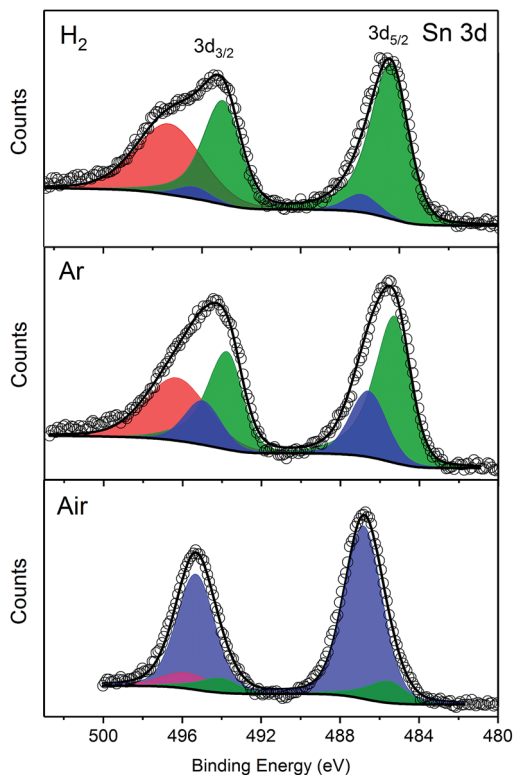 H₂ 3d₃/₂ 3d₅/₂ Sn 3d
Counts
Ar
Counts
Air
Counts
500 496 492 488 484 480
Binding Energy (eV)